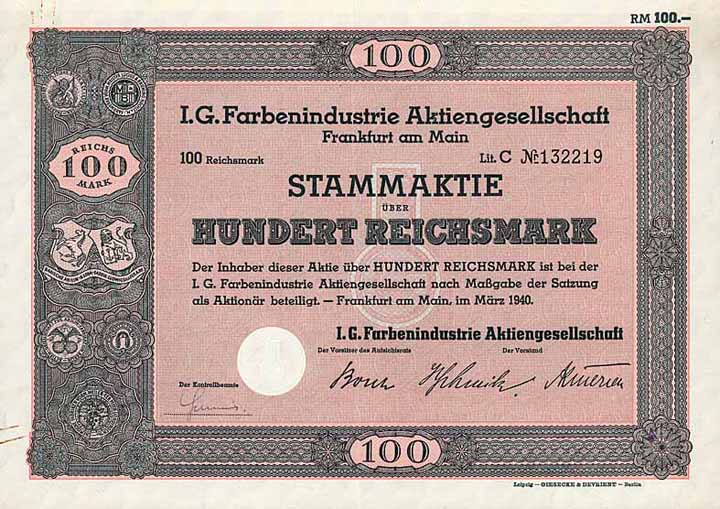 RM 100.—
100
I.G. Farbenindustrie Aktiengesellschaft
Frankfurt am Main
100 Reichsmark Lit. C № 132219
REICHS
100
MARK
STAMMAKTIE
ÜBER
HUNDERT REICHSMARK
Der Inhaber dieser Aktie über HUNDERT REICHSMARK ist bei der
I. G. Farbenindustrie Aktiengesellschaft nach Maßgabe der Satzung
als Aktionär beteiligt. — Frankfurt am Main, im März 1940.
I.G. Farbenindustrie Aktiengesellschaft
Der Vorsitzer des Aufsichtsrats Der Vorstand
Der Kontrollbeamte
100
Leipzig — GIESECKE & DEVRIENT — Berlin